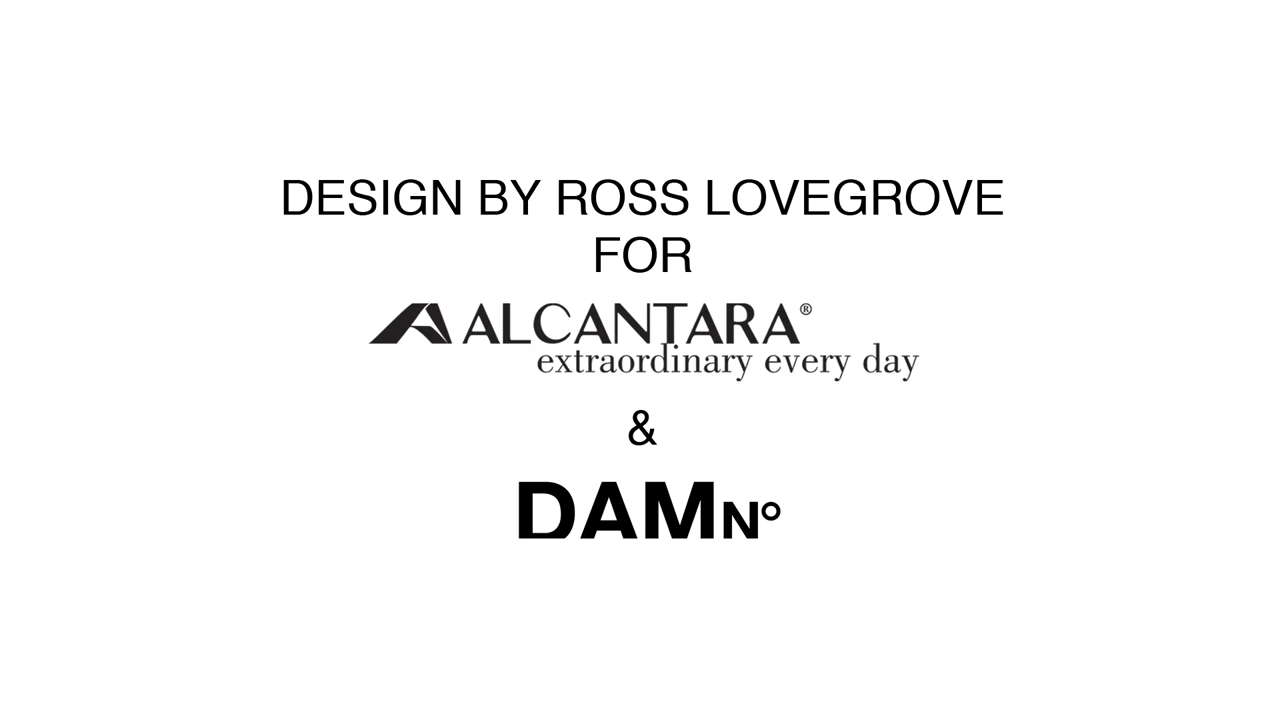 DESIGN BY ROSS LOVEGROVE
FOR
ALCANTARA®
extraordinary every day
&
DAMN°